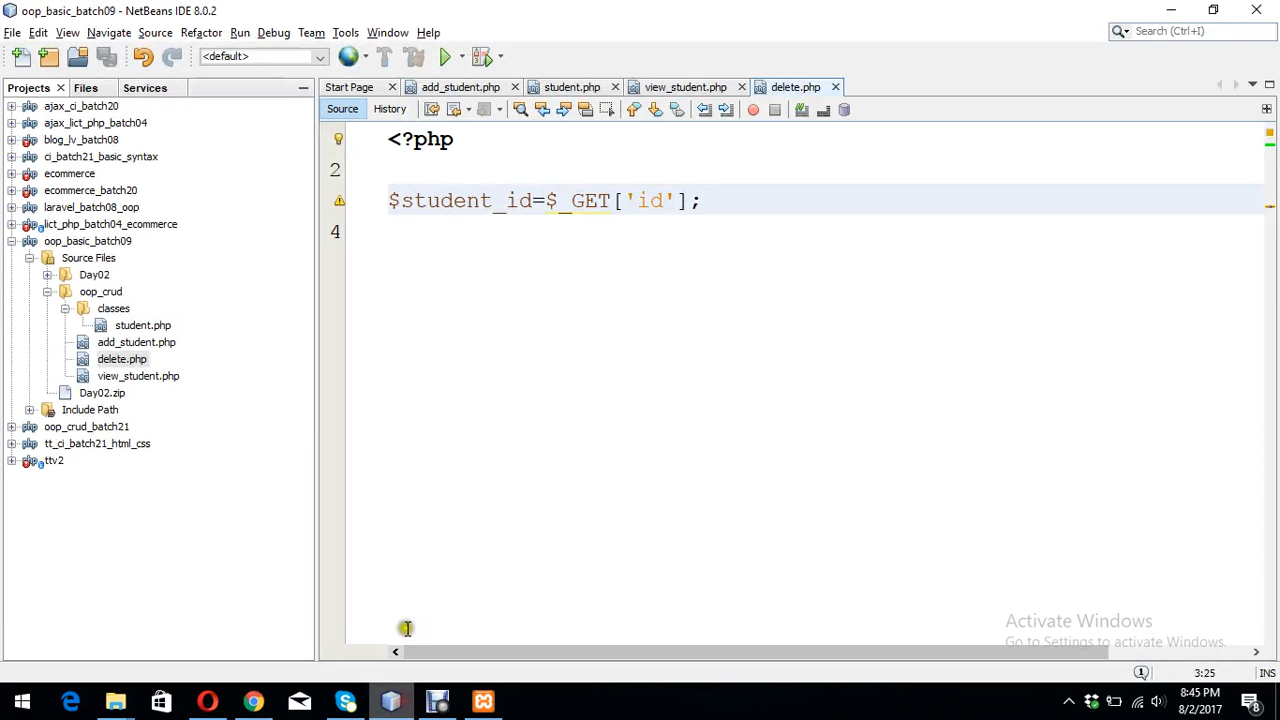 oop_basic_batch09 - NetBeans IDE 8.0.2
File Edit View Navigate Source Refactor Run Debug Team Tools Window Help
Search (Ctrl+I)
<default>
Projects Files Services
Start Page add_student.php student.php view_student.php delete.php
Source History
ajax_ci_batch20
ajax_lict_php_batch04
blog_lv_batch08
ci_batch21_basic_syntax
ecommerce
ecommerce_batch20
laravel_batch08_oop
lict_php_batch04_ecommerce
oop_basic_batch09
Source Files
Day02
oop_crud
classes
student.php
add_student.php
delete.php
view_student.php
Day02.zip
Include Path
oop_crud_batch21
tt_ci_batch21_html_css
ttv2
<?php
2
$student_id=$_GET['id'];
4
Activate Windows
Go to Settings to activate Windows.
1
3:25
INS
8:45 PM
8/2/2017
8